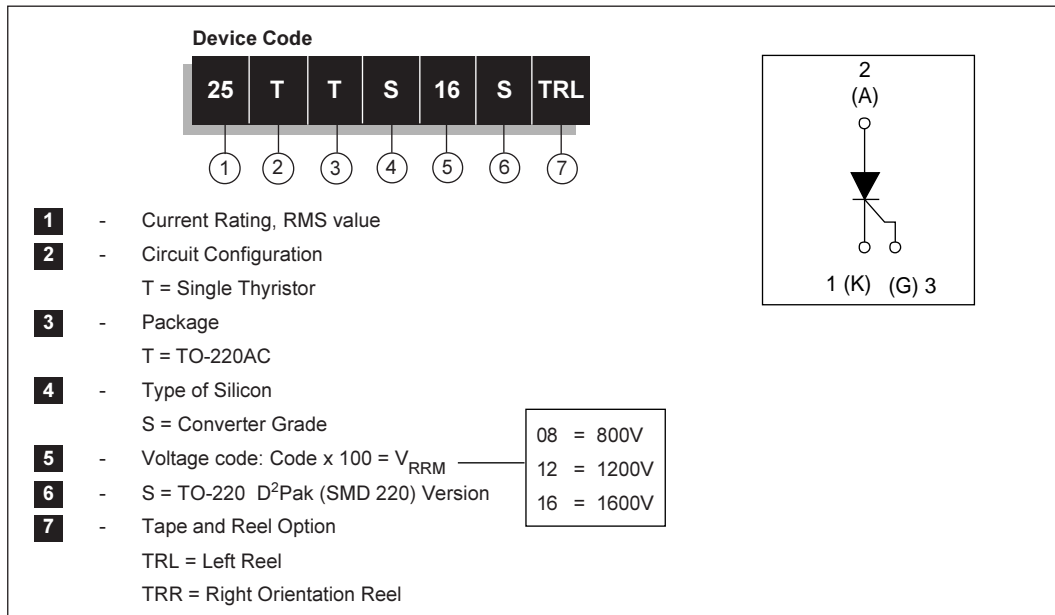 Device Code
25 T T S 16 S TRL
1 2 3 4 5 6 7
1 - Current Rating, RMS value
2 - Circuit Configuration
T = Single Thyristor
3 - Package
T = TO-220AC
4 - Type of Silicon
S = Converter Grade
5 - Voltage code: Code x 100 = VRRM
6 - S = TO-220 D2Pak (SMD 220) Version
7 - Tape and Reel Option
TRL = Left Reel
TRR = Right Orientation Reel
08 = 800V
12 = 1200V
16 = 1600V
2
(A)
1 (K) (G) 3